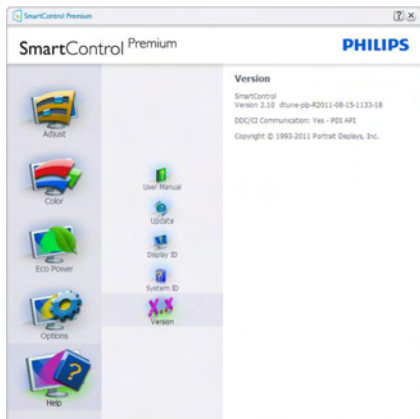 SmartControl Premium
SmartControl Premium
PHILIPS
Adjust
Color
Eco Power
Options
Help
User Manual
Update
Display ID
System ID
X.X
Version
Version
SmartControl
Version 2.10 dtune-plp-R2011-08-15-1133-18
DDC/CI Communication: Yes - PDI API
Copyright © 1993-2011 Portrait Displays, Inc.